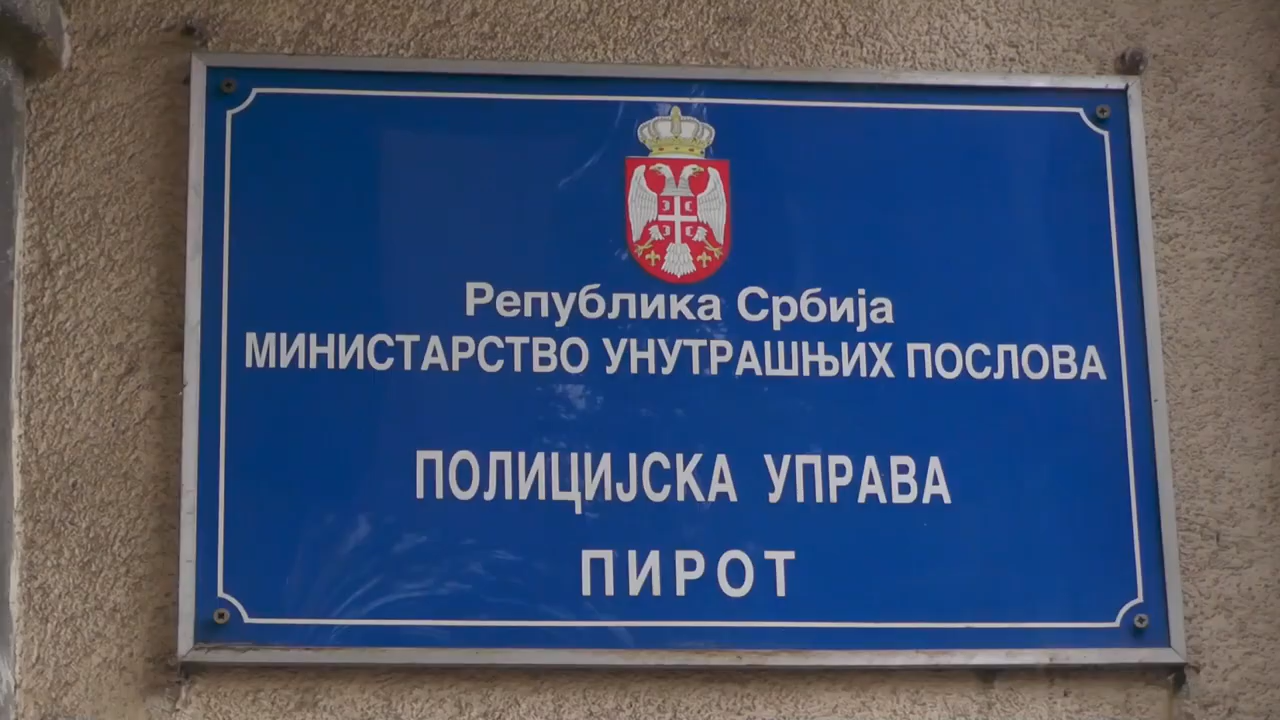 Република Србија
МИНИСТАРСТВО УНУТРАШЊИХ ПОСЛОВА
ПОЛИЦИЈСКА УПРАВА
ПИРОТ